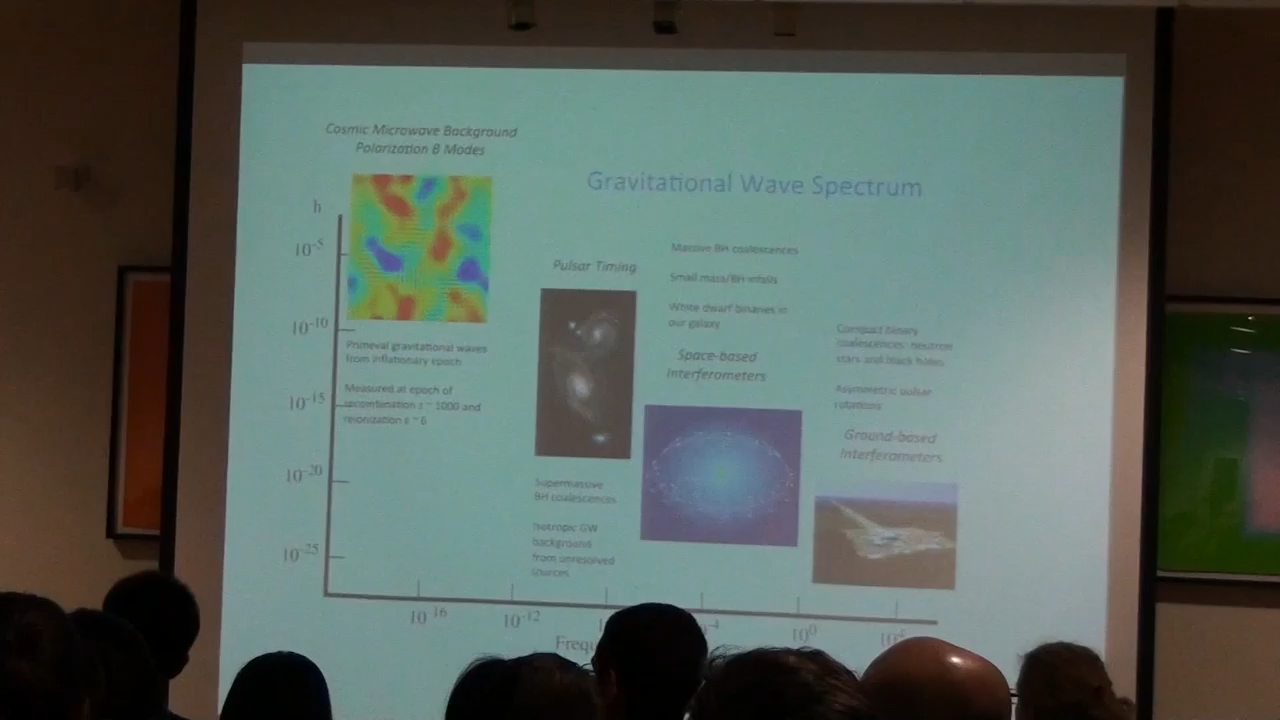 Cosmic Microwave Background
Polarization B Modes
Gravitational Wave Spectrum
h
10-5
10-10
10-15
10-20
10-25
Primeval gravitational waves
from inflationary epoch
Measured at epoch of
recombination z ~ 1000 and
reionization z ~ 6
Pulsar Timing
Supermassive
BH coalescences
Isotropic GW
background
from unresolved
sources
Massive BH coalescences
Small mass/BH infalls
White dwarf binaries in
our galaxy
Space-based
Interferometers
Compact binary
coalescences: neutron
stars and black holes
Asymmetric pulsar
rotations
Ground-based
Interferometers
10-16
10-12
-4
100
Frequ